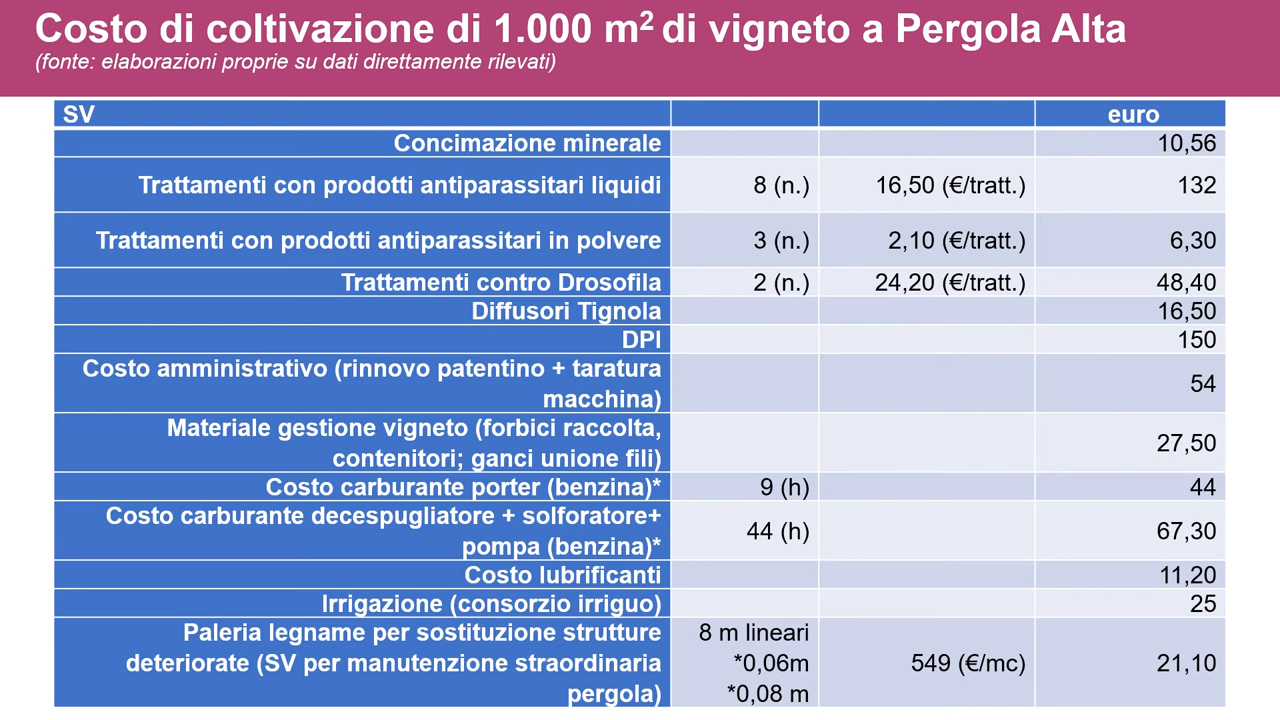 Costo di coltivazione di 1.000 m² di vigneto a Pergola Alta
(fonte: elaborazioni proprie su dati direttamente rilevati)
SV euro
Concimazione minerale 10,56
Trattamenti con prodotti antiparassitari liquidi 8 (n.) 16,50 (€/tratt.) 132
Trattamenti con prodotti antiparassitari in polvere 3 (n.) 2,10 (€/tratt.) 6,30
Trattamenti contro Drosofila 2 (n.) 24,20 (€/tratt.) 48,40
Diffusori Tignola 16,50
DPI 150
Costo amministrativo (rinnovo patentino + taratura
macchina) 54
Materiale gestione vigneto (forbici raccolta,
contenitori; ganci unione fili) 27,50
Costo carburante porter (benzina)* 9 (h) 44
Costo carburante decespugliatore + solforatore+
pompa (benzina)* 44 (h) 67,30
Costo lubrificanti 11,20
Irrigazione (consorzio irriguo) 25
Paleria legname per sostituzione strutture 8 m lineari
deteriorate (SV per manutenzione straordinaria *0,06m 549 (€/mc) 21,10
pergola) *0,08 m